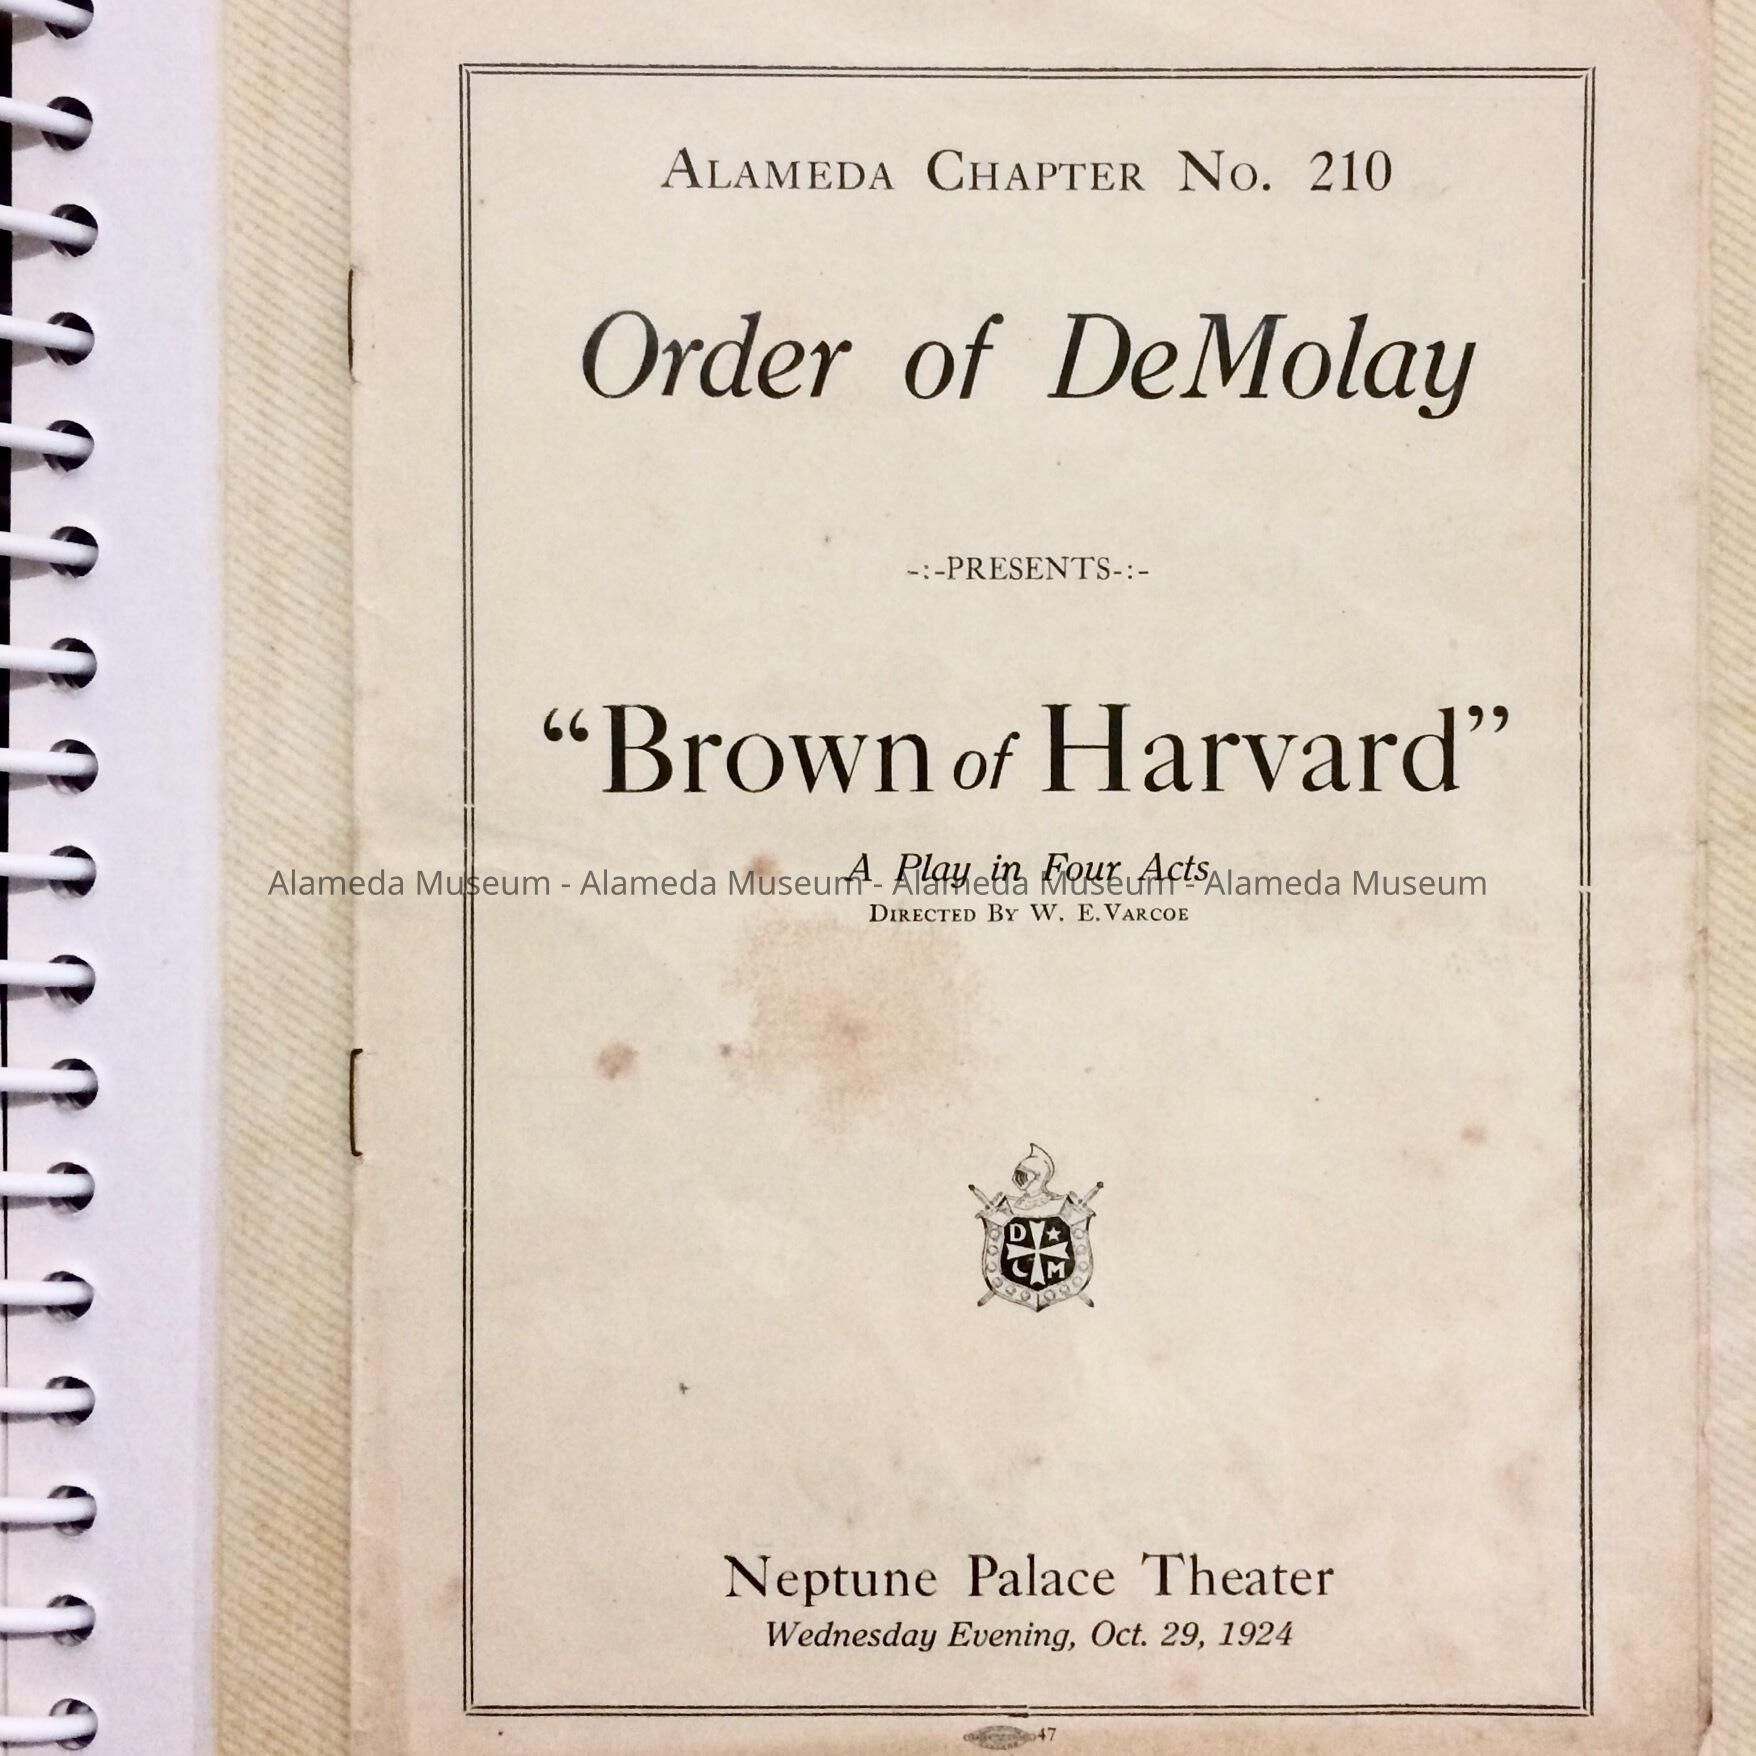 Alameda Chapter No. 210
Order of DeMolay
-:-PRESENTS-:-
“Brown of Harvard”
A Play in Four Acts
Alameda Museum - Alameda Museum - Alameda Museum - Alameda Museum
Directed By W. E. Varcoe
D
M
Neptune Palace Theater
Wednesday Evening, Oct. 29, 1924
47